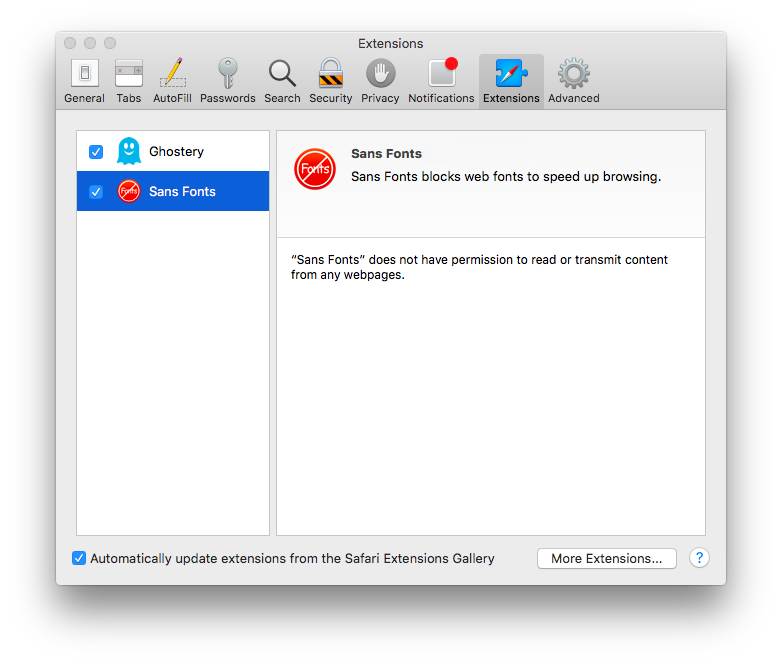 Extensions
General
Tabs
AutoFill
Passwords
Search
Security
Privacy
Notifications
Extensions
Advanced
Ghostery
Fonts
Sans Fonts
Fonts
Sans Fonts
Sans Fonts blocks web fonts to speed up browsing.
“Sans Fonts” does not have permission to read or transmit content
from any webpages.
Automatically update extensions from the Safari Extensions Gallery
More Extensions...
?